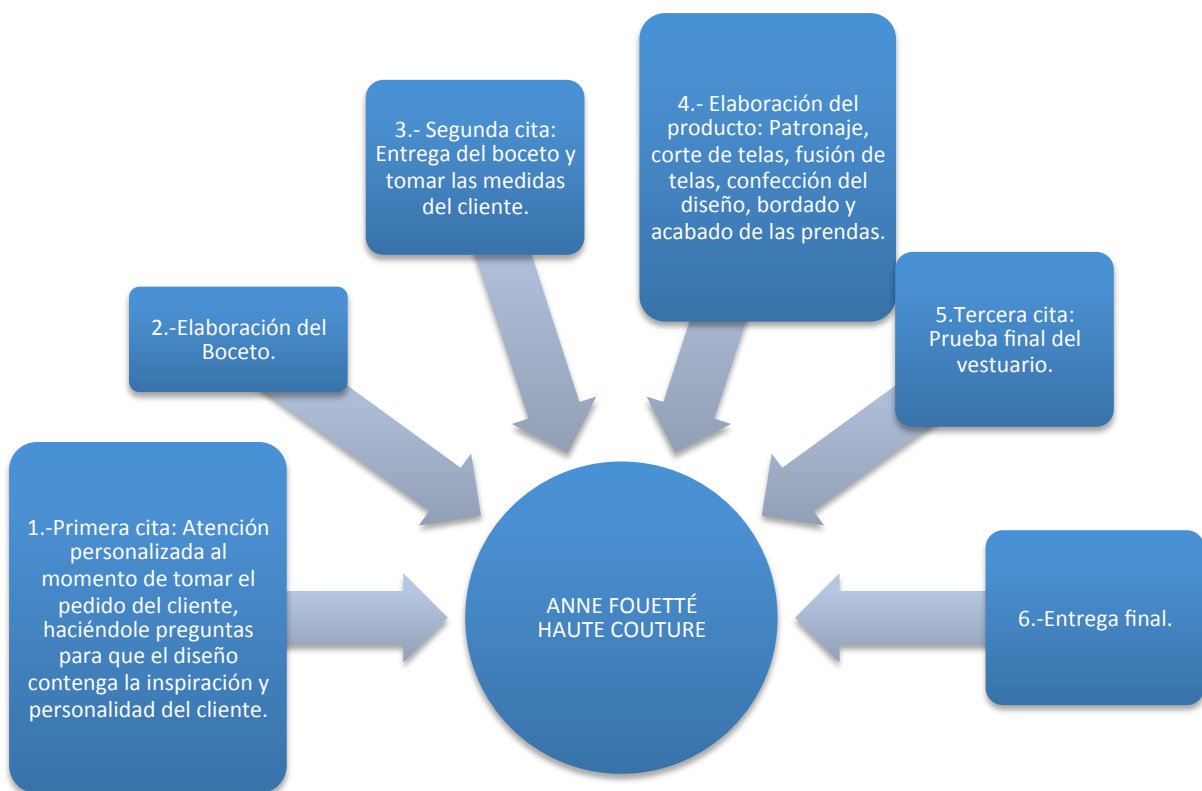 1.-Primera cita: Atención
personalizada al
momento de tomar el
pedido del cliente,
haciéndole preguntas
para que el diseño
contenga la inspiración y
personalidad del cliente.
2.-Elaboración del
Boceto.
3.- Segunda cita:
Entrega del boceto y
tomar las medidas
del cliente.
4.- Elaboración del
producto: Patronaje,
corte de telas, fusión de
telas, confección del
diseño, bordado y
acabado de las prendas.
5.Tercera cita:
Prueba final del
vestuario.
6.-Entrega final.
ANNE FOUETTÉ
HAUTE COUTURE